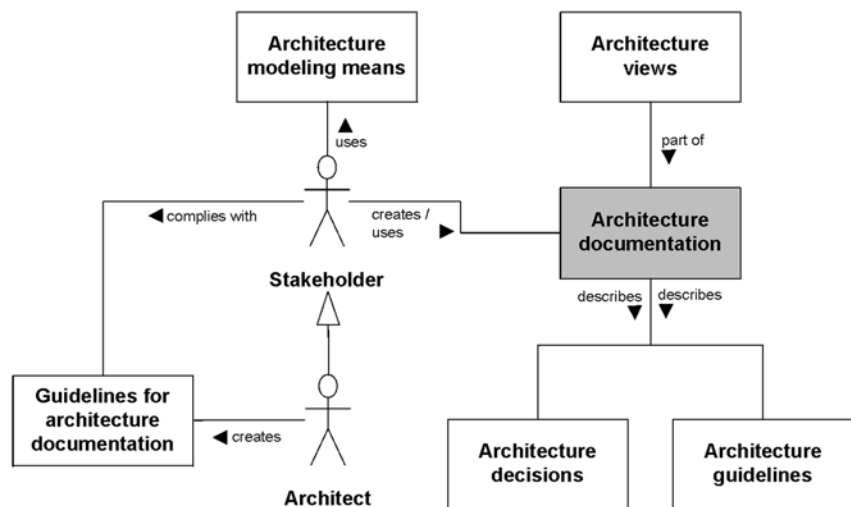 Architecture
modeling means
Architecture
views
uses
part of
complies with
creates /
uses
Architecture
documentation
Stakeholder
describes
describes
Guidelines for
architecture
documentation
creates
Architect
Architecture
decisions
Architecture
guidelines